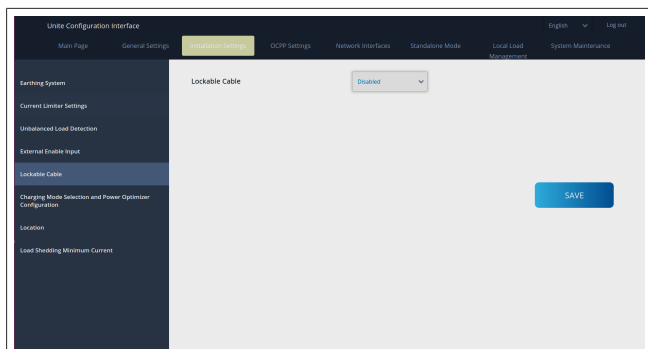 Unite Configuration Interface
English
Log out
Main Page
General Settings
Installation Settings
OCPP Settings
Network Interfaces
Standalone Mode
Local Load
Management
System Maintenance
Earthing System
Current Limiter Settings
Unbalanced Load Detection
External Enable Input
Lockable Cable
Charging Mode Selection and Power Optimizer
Configuration
Location
Load Shedding Minimum Current
Lockable Cable
Disabled
SAVE